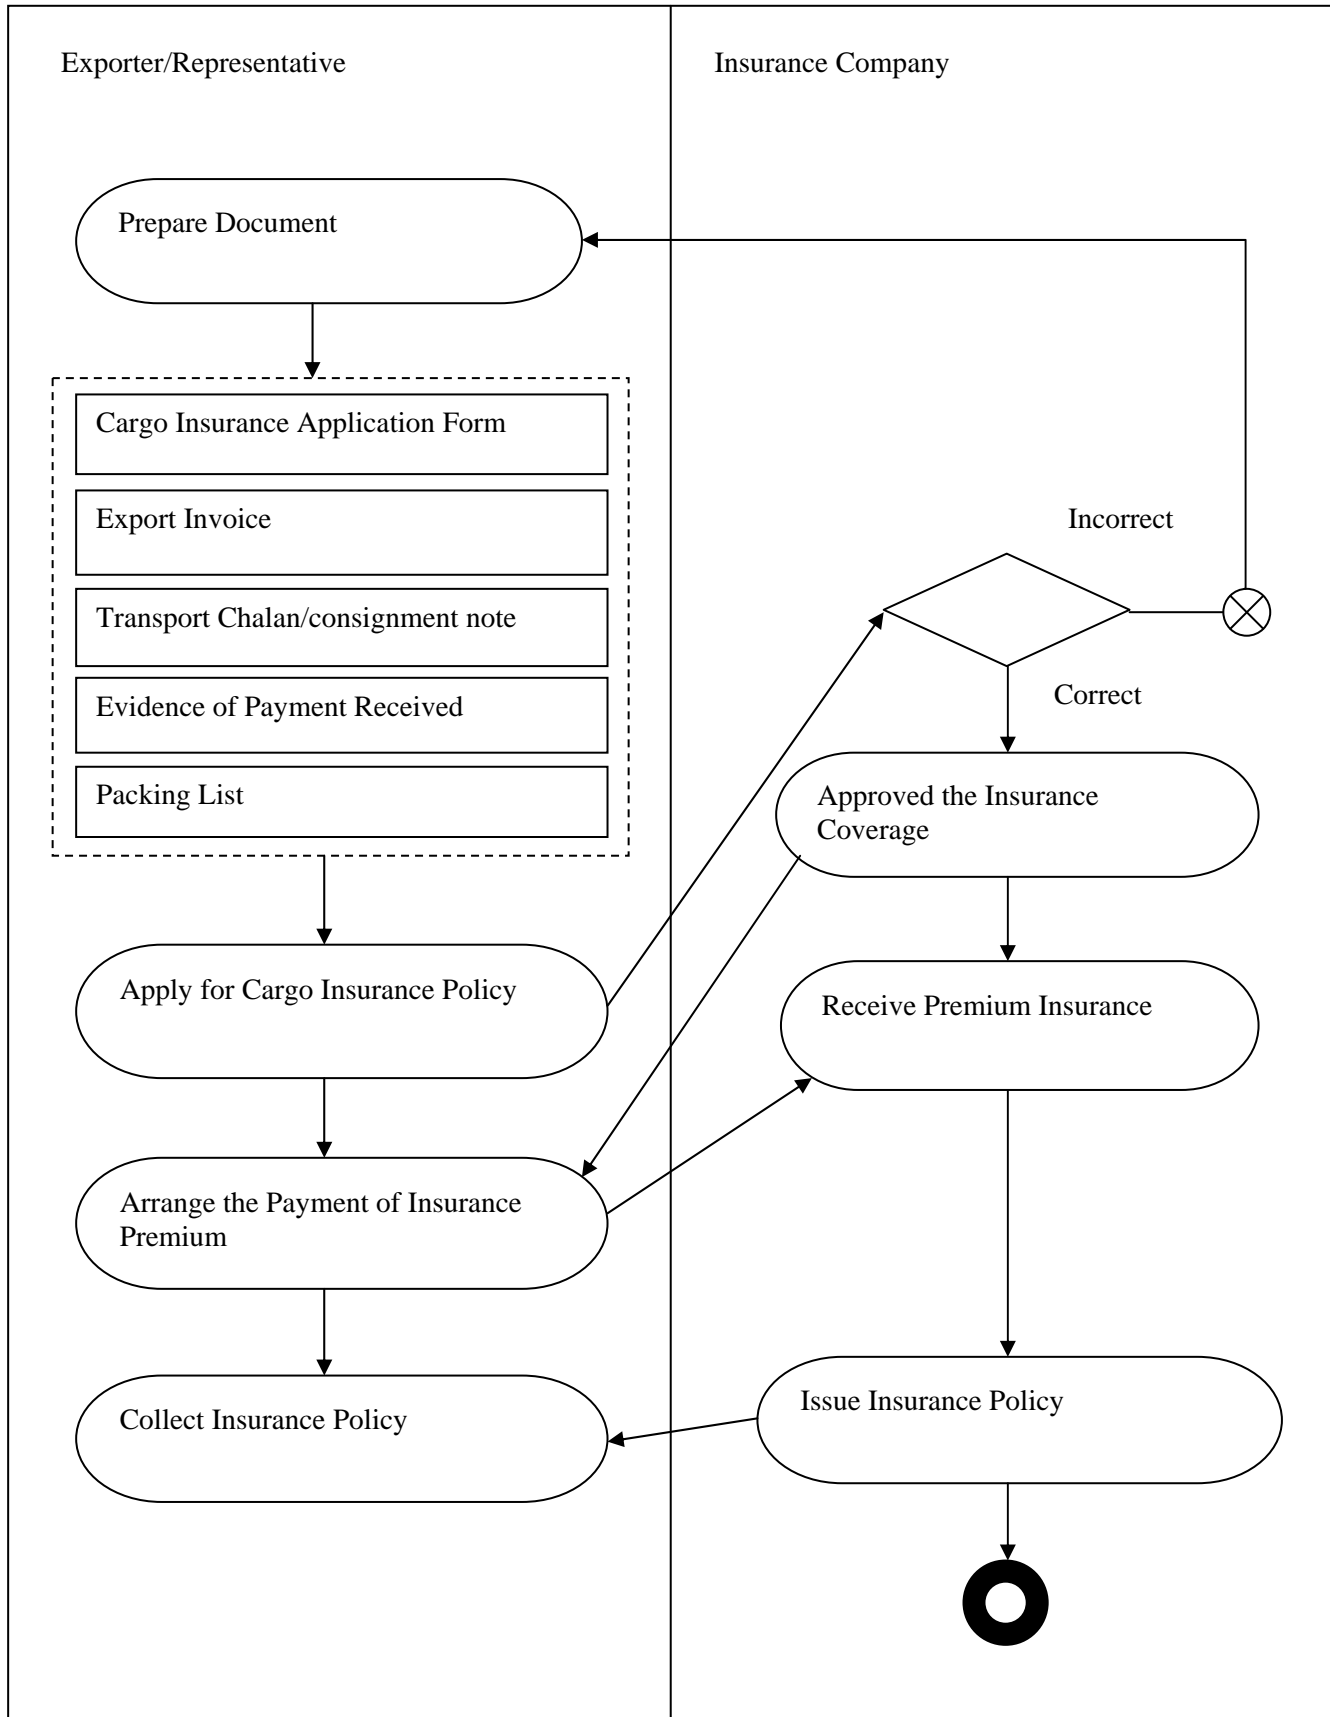 Exporter/Representative
Insurance Company
Prepare Document
Cargo Insurance Application Form
Export Invoice
Transport Chalan/consignment note
Evidence of Payment Received
Packing List
Incorrect
Correct
Approved the Insurance
Coverage
Apply for Cargo Insurance Policy
Receive Premium Insurance
Arrange the Payment of Insurance
Premium
Collect Insurance Policy
Issue Insurance Policy